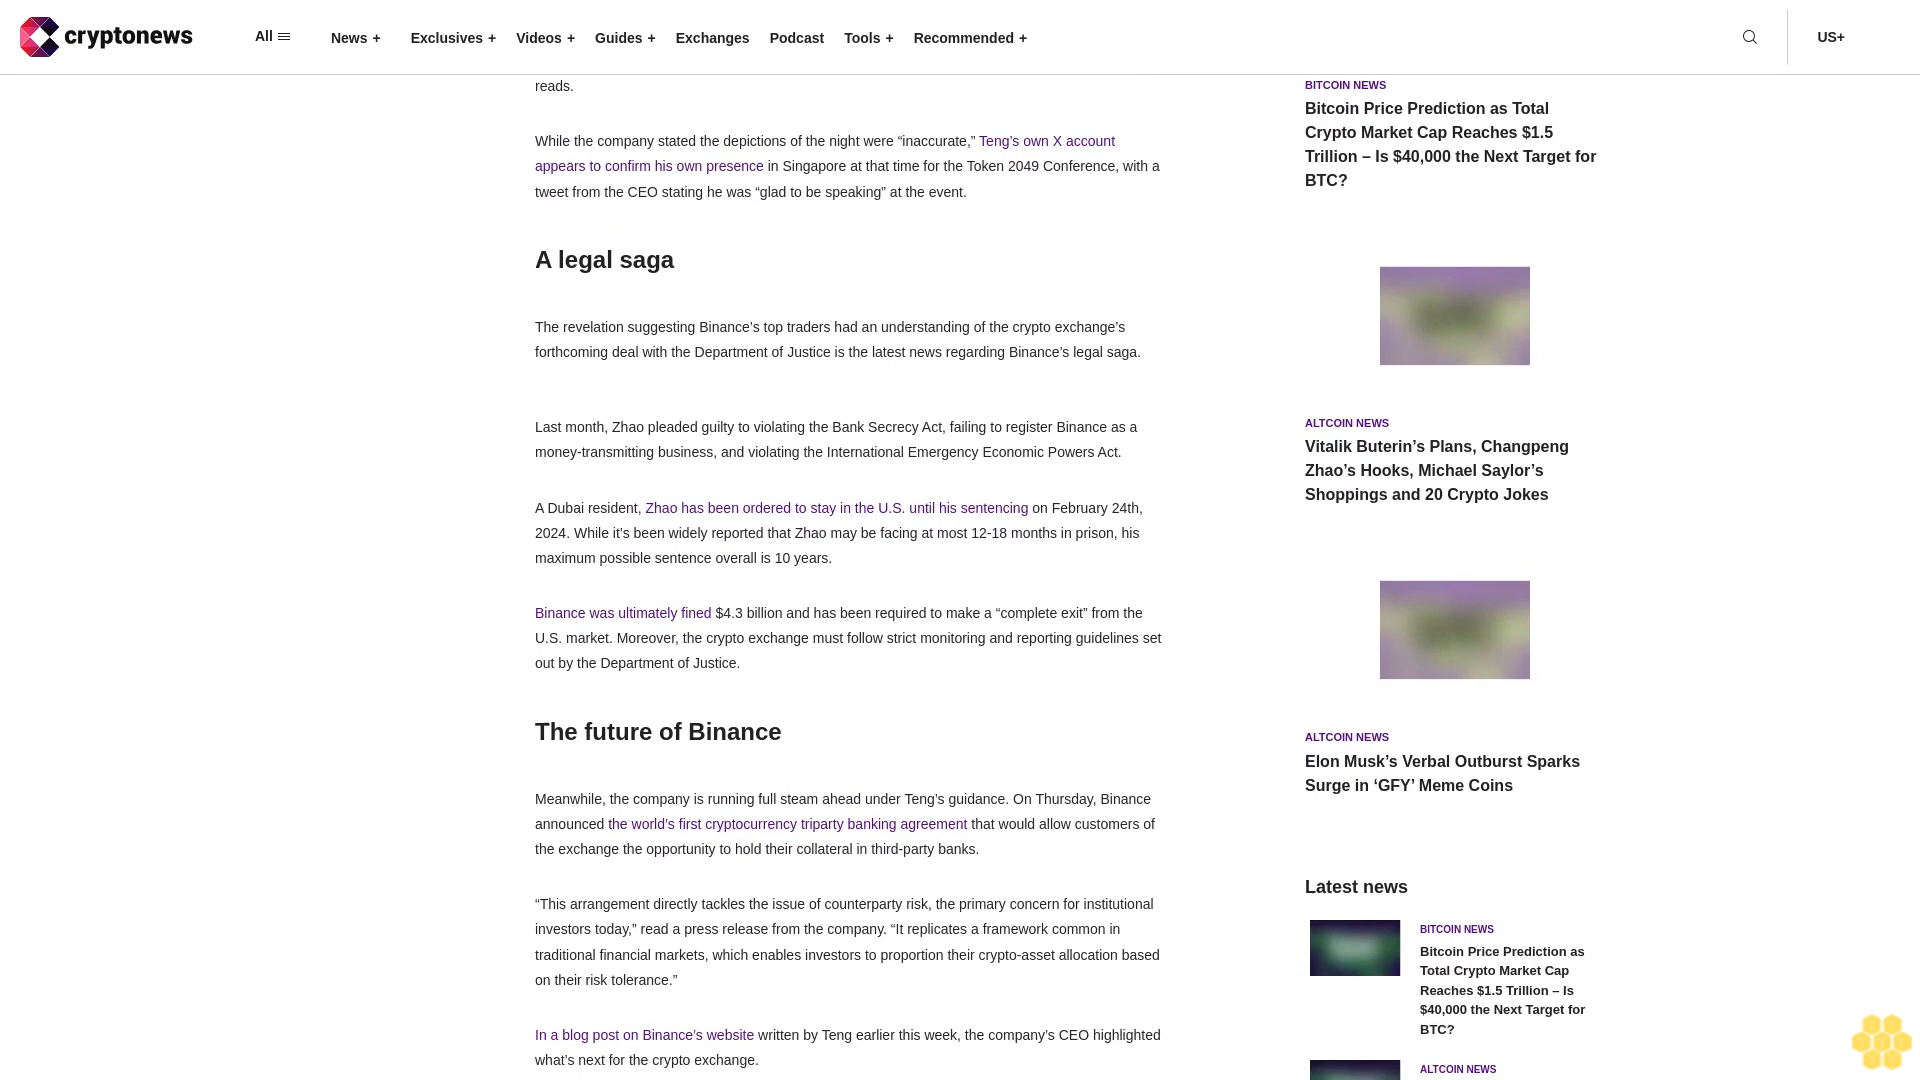 cryptonews
All
News +
Exclusives +
Videos +
Guides +
Exchanges
Podcast
Tools +
Recommended +
US+
reads.
While the company stated the depictions of the night were “inaccurate,” Teng’s own X account
appears to confirm his own presence in Singapore at that time for the Token 2049 Conference, with a
tweet from the CEO stating he was “glad to be speaking” at the event.
A legal saga
The revelation suggesting Binance’s top traders had an understanding of the crypto exchange’s
forthcoming deal with the Department of Justice is the latest news regarding Binance’s legal saga.
Last month, Zhao pleaded guilty to violating the Bank Secrecy Act, failing to register Binance as a
money-transmitting business, and violating the International Emergency Economic Powers Act.
A Dubai resident, Zhao has been ordered to stay in the U.S. until his sentencing on February 24th,
2024. While it’s been widely reported that Zhao may be facing at most 12-18 months in prison, his
maximum possible sentence overall is 10 years.
Binance was ultimately fined $4.3 billion and has been required to make a “complete exit” from the
U.S. market. Moreover, the crypto exchange must follow strict monitoring and reporting guidelines set
out by the Department of Justice.
The future of Binance
Meanwhile, the company is running full steam ahead under Teng’s guidance. On Thursday, Binance
announced the world’s first cryptocurrency triparty banking agreement that would allow customers of
the exchange the opportunity to hold their collateral in third-party banks.
“This arrangement directly tackles the issue of counterparty risk, the primary concern for institutional
investors today,” read a press release from the company. “It replicates a framework common in
traditional financial markets, which enables investors to proportion their crypto-asset allocation based
on their risk tolerance.”
In a blog post on Binance’s website written by Teng earlier this week, the company’s CEO highlighted
what’s next for the crypto exchange.
BITCOIN NEWS
Bitcoin Price Prediction as Total
Crypto Market Cap Reaches $1.5
Trillion – Is $40,000 the Next Target for
BTC?
ALTCOIN NEWS
Vitalik Buterin’s Plans, Changpeng
Zhao’s Hooks, Michael Saylor’s
Shoppings and 20 Crypto Jokes
ALTCOIN NEWS
Elon Musk’s Verbal Outburst Sparks
Surge in ‘GFY’ Meme Coins
Latest news
BITCOIN NEWS
Bitcoin Price Prediction as
Total Crypto Market Cap
Reaches $1.5 Trillion – Is
$40,000 the Next Target for
BTC?
ALTCOIN NEWS